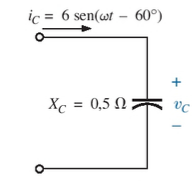 i_C = 6 sen(ωt – 60°)
+
X_C = 0,5 Ω
v_C
–